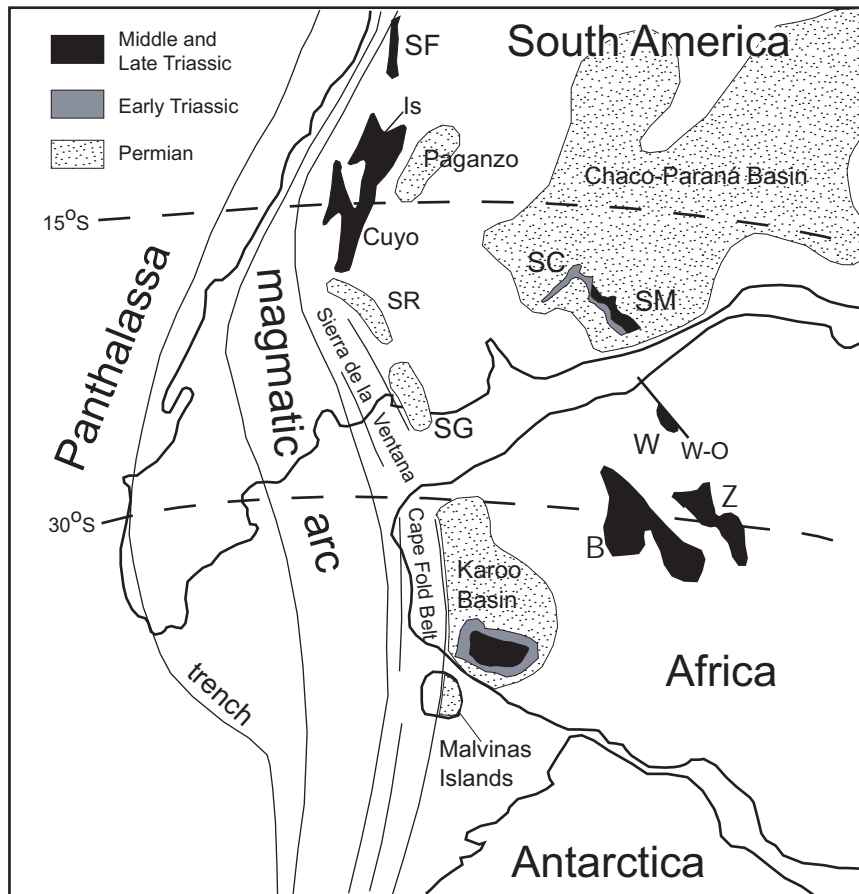 Middle and
Late Triassic
Early Triassic
Permian
South America
SF
Is
Paganzo
Chaco-Paraná Basin
15°S
Cuyo
SC
SM
SR
Panthalassa
magmatic
arc
Sierra de la
Ventana
SG
W
W-O
Z
B
30°S
Cape Fold Belt
Karoo
Basin
Africa
trench
Malvinas
Islands
Antarctica